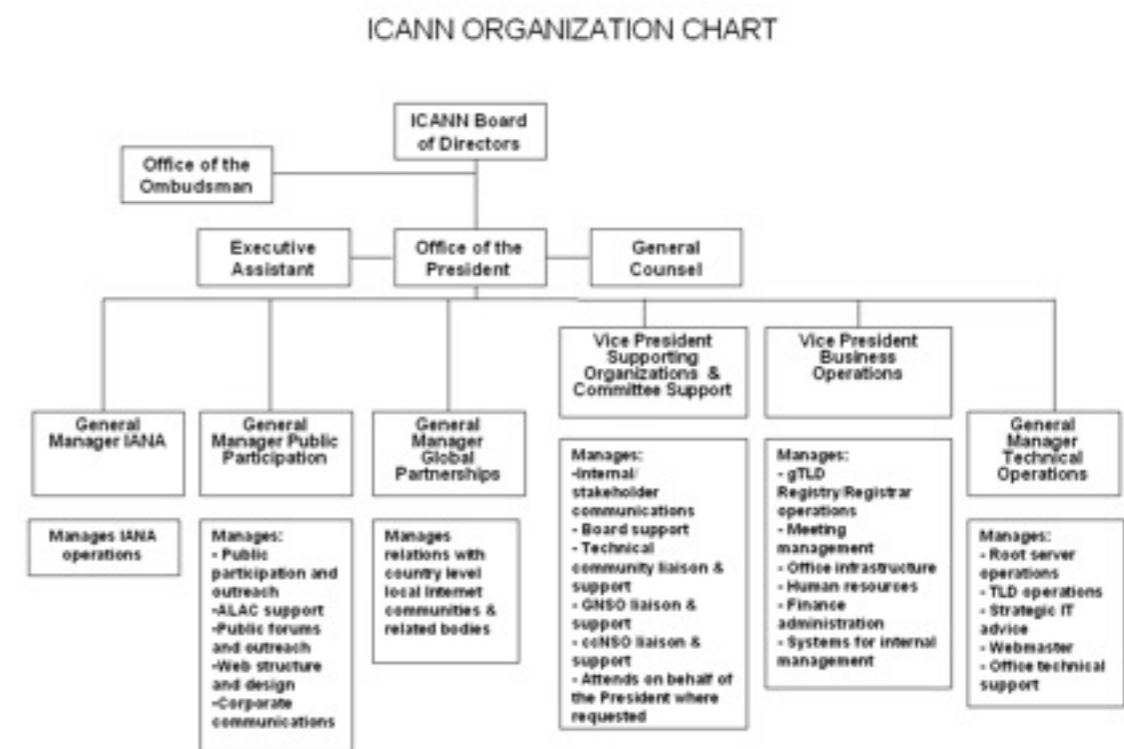 ICANN ORGANIZATION CHART
ICANN Board
of Directors
Office of the
Ombudsman
Executive
Assistant
Office of the
President
General
Counsel
General
Manager IANA
General
Manager Public
Participation
General
Manager
Global
Partnerships
Vice President
Supporting
Organizations &
Committee Support
Vice President
Business
Operations
General
Manager
Technical
Operations
Manages IANA
operations
Manages:
- Public
participation and
outreach
-ALAC support
-Public forums
and outreach
-Web structure
and design
-Corporate
communications
Manages
relations with
country level
local Internet
communities &
related bodies
Manages:
-Internal/
stakeholder
communications
- Board support
- Technical
community liaison &
support
- GNSO liaison &
support
- ccNSO liaison &
support
- Attends on behalf of
the President where
requested
Manages:
- gTLD
Registry/Registrar
operations
- Meeting
management
- Office infrastructure
- Human resources
- Finance
administration
- Systems for internal
management
Manages:
- Root server
operations
- TLD operations
- Strategic IT
advice
- Webmaster
- Office technical
support